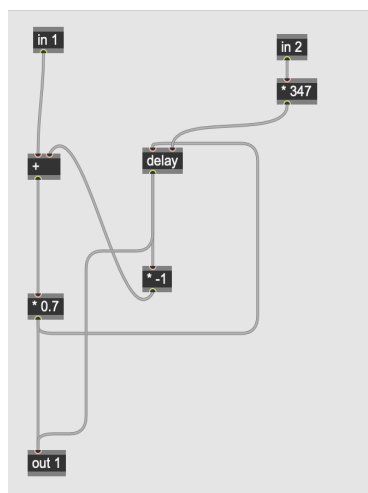 in 1
in 2
* 347
+
delay
* -1
* 0.7
out 1